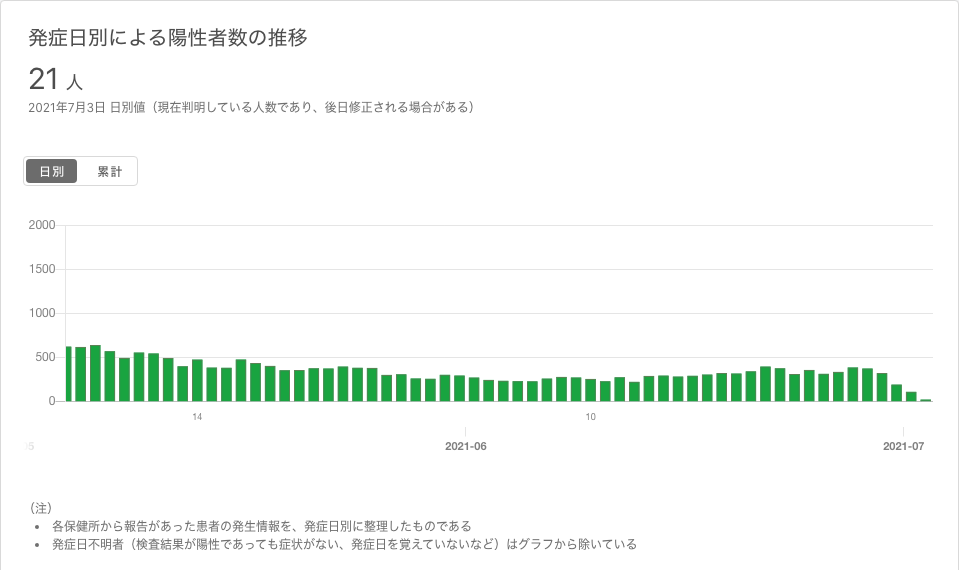 発症日別による陽性者数の推移
21 人
2021年7月3日 日別値（現在判明している人数であり、後日修正される場合がある）
日別 累計
2000
1500
1000
500
0
14 10
2021-06 2021-07
（注）
• 各保健所から報告があった患者の発生情報を、発症日別に整理したものである
• 発症日不明者（検査結果が陽性であっても症状がない、発症日を覚えていないなど）はグラフから除いている